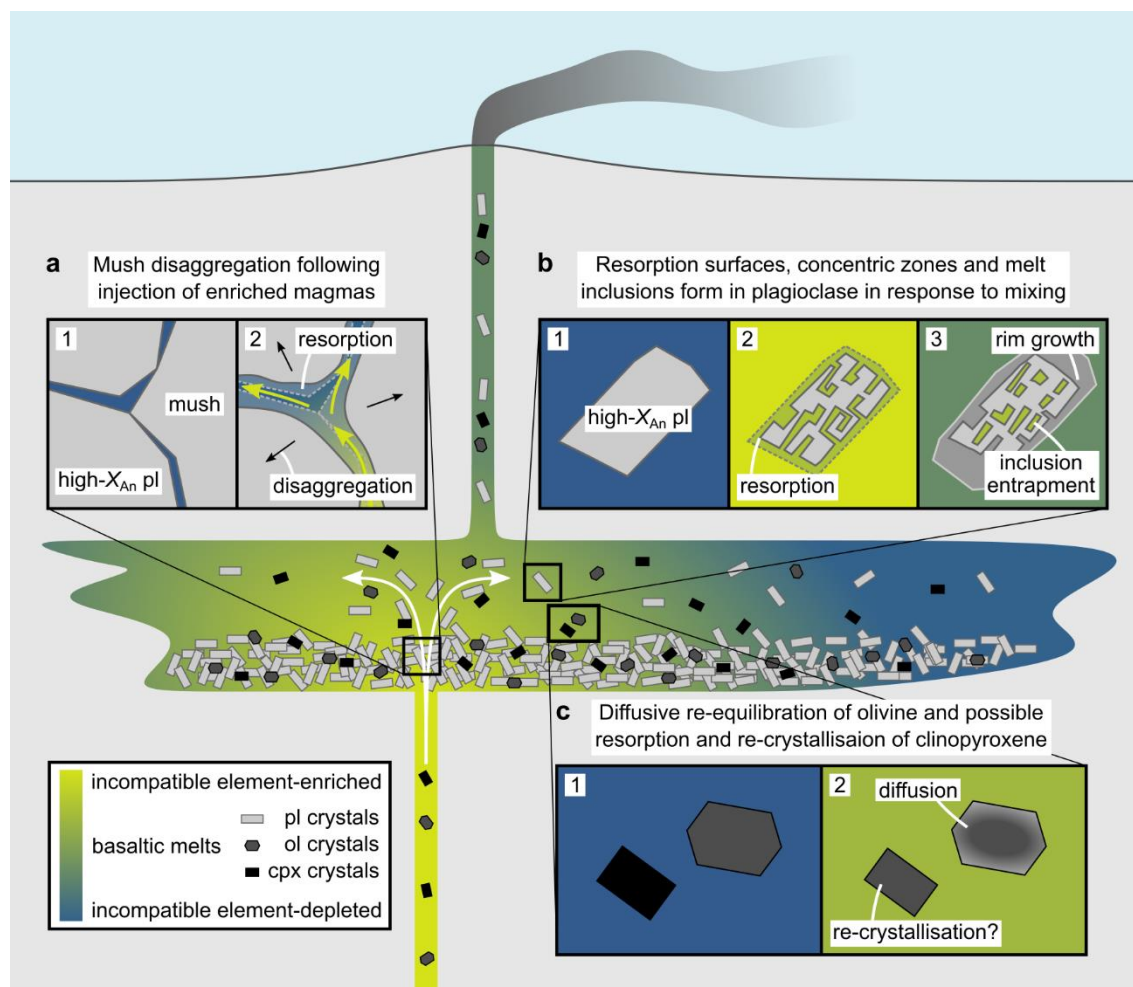 a
Mush disaggregation following
injection of enriched magmas
1
mush
high-XAn pl
2
resorption
disaggregation
b
Resorption surfaces, concentric zones and melt
inclusions form in plagioclase in response to mixing
1
high-XAn pl
2
resorption
3
rim growth
inclusion
entrapment
c
Diffusive re-equilibration of olivine and possible
resorption and re-crystallisaion of clinopyroxene
1
2
diffusion
re-crystallisation?
incompatible element-enriched
pl crystals
basaltic melts
ol crystals
cpx crystals
incompatible element-depleted